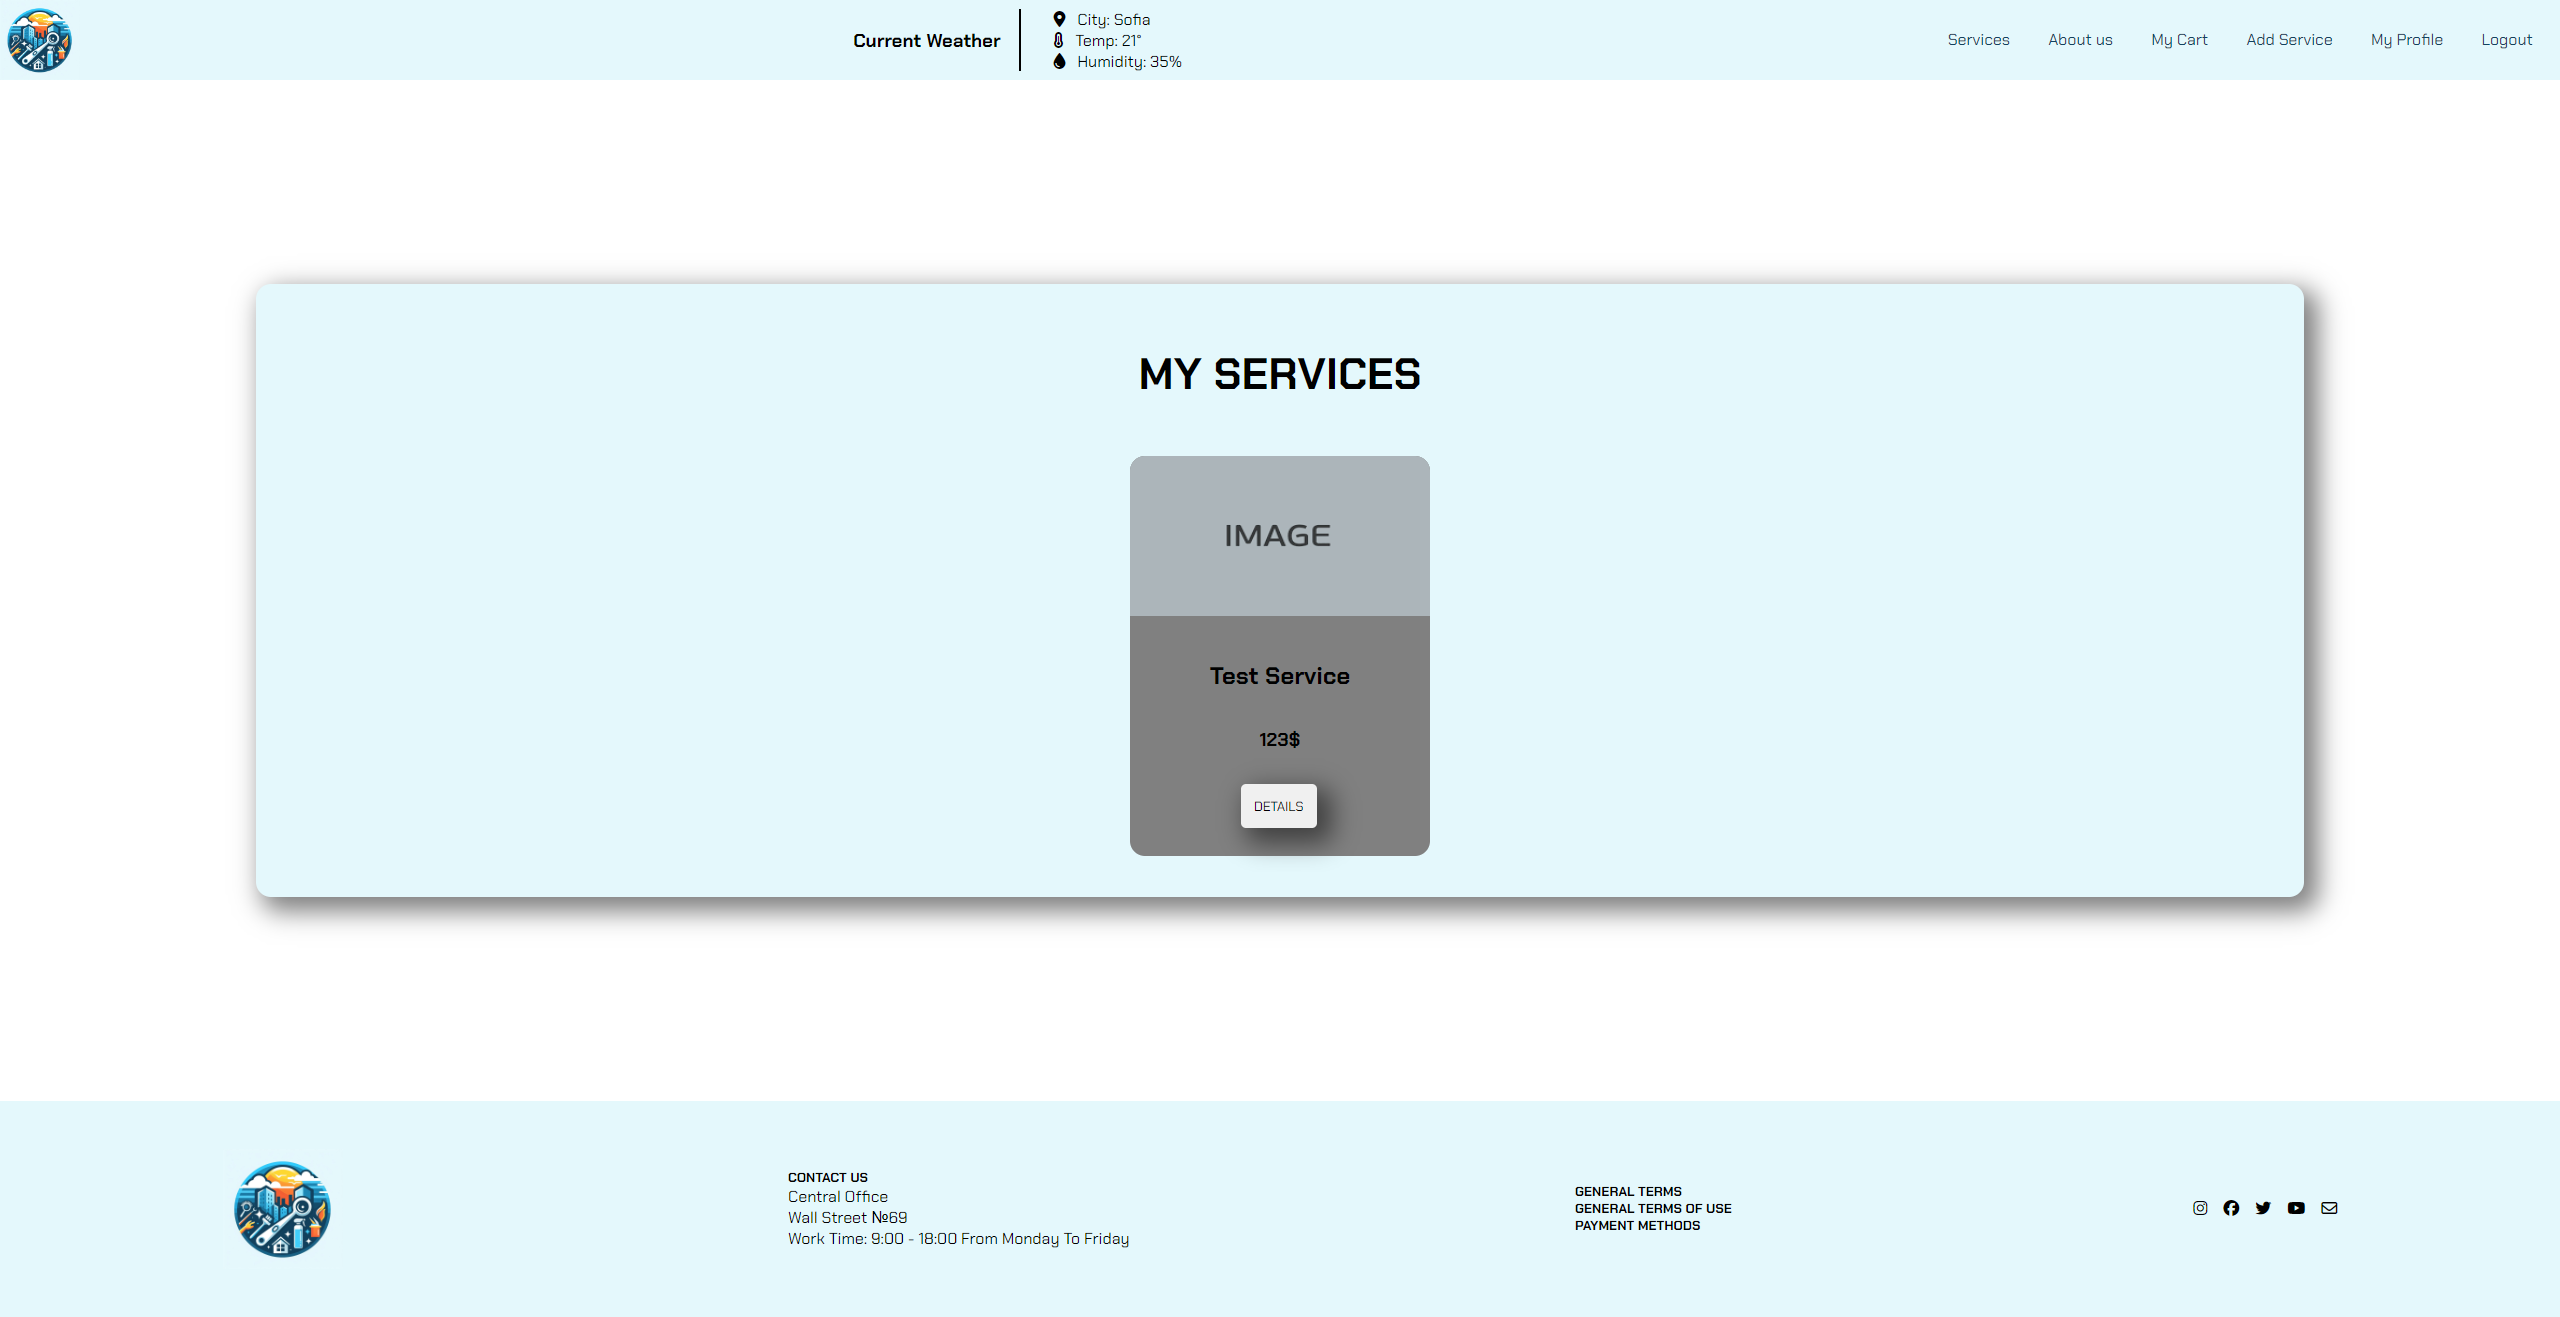 Current Weather
City: Sofia
Temp: 21°
Humidity: 35%
Services
About us
My Cart
Add Service
My Profile
Logout
MY SERVICES
IMAGE
Test Service
123$
DETAILS
CONTACT US
Central Office
Wall Street №69
Work Time: 9:00 - 18:00 From Monday To Friday
GENERAL TERMS
GENERAL TERMS OF USE
PAYMENT METHODS